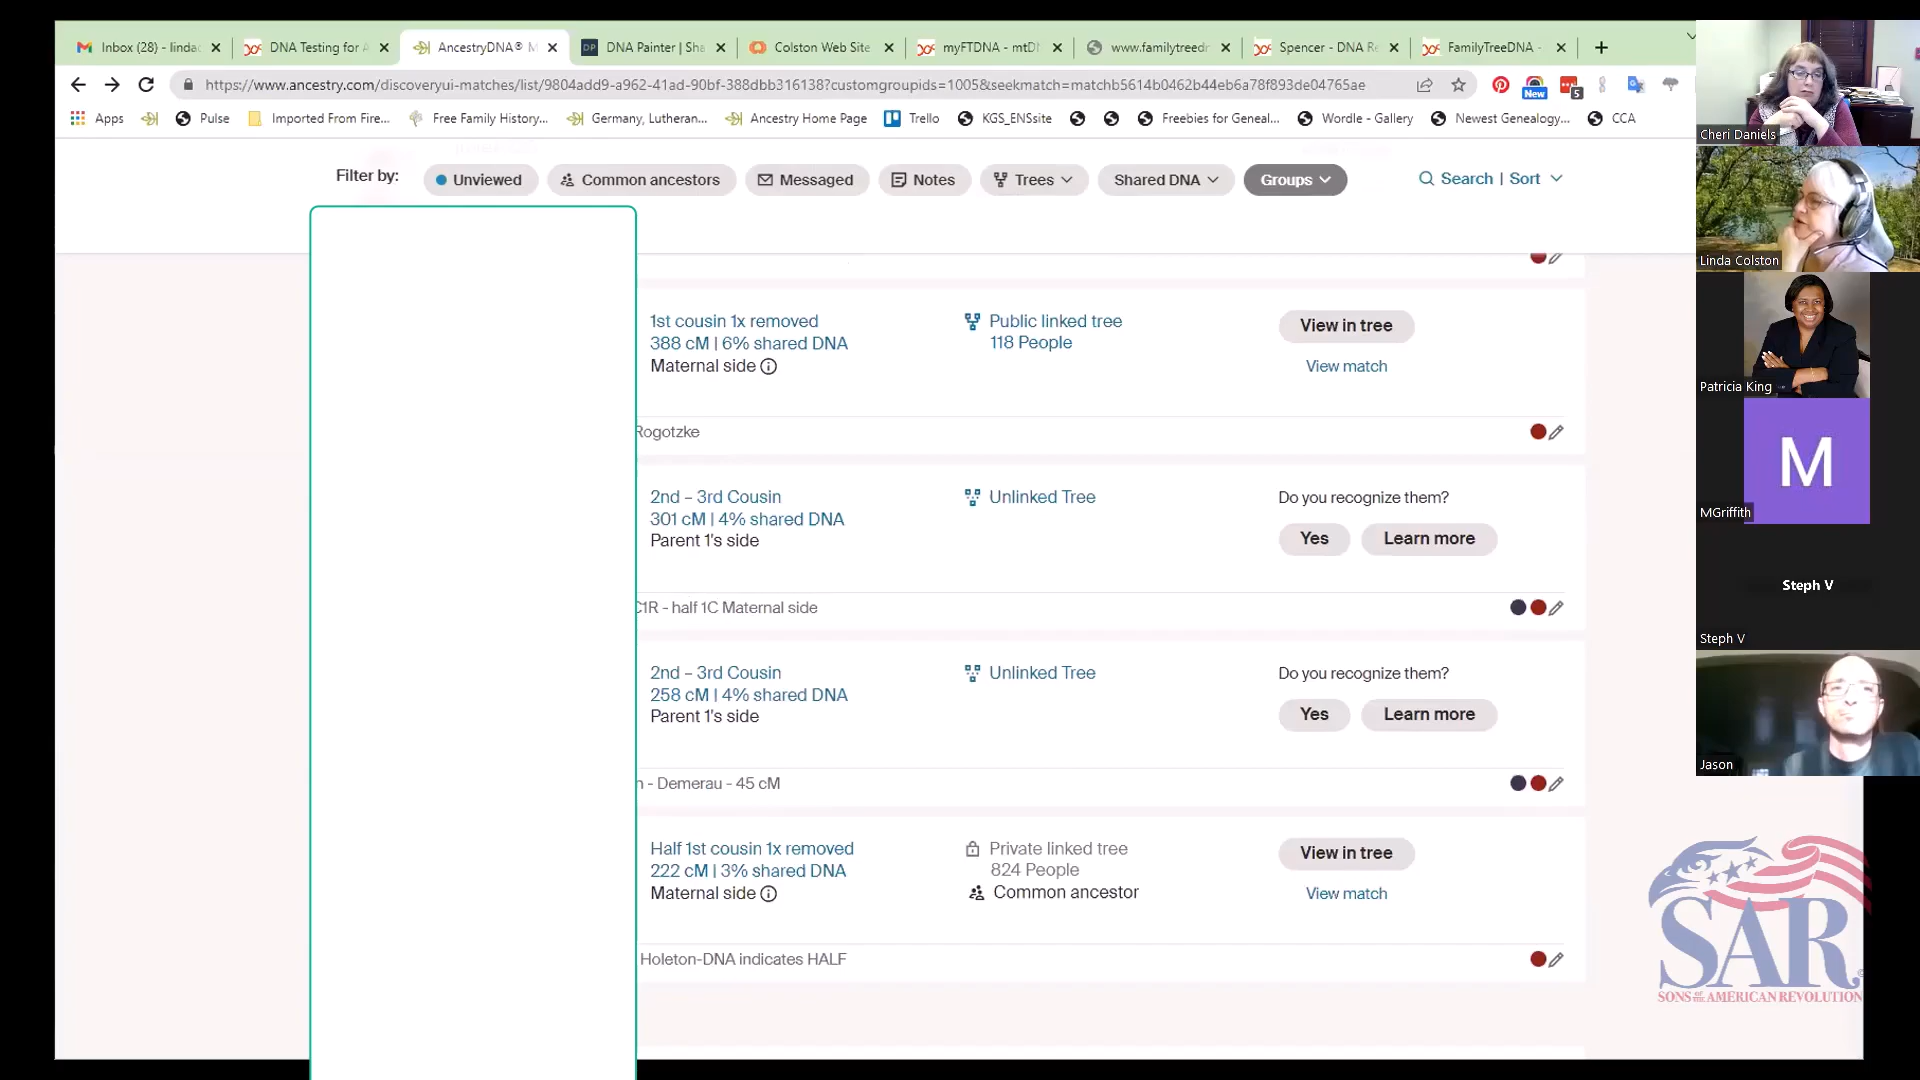 Inbox (28) - linda
DNA Testing for A
AncestryDNA® M
DNA Painter | Sha
Colston Web Site
myFTDNA - mtD
www.familytreed
Spencer - DNA Re
FamilyTreeDNA -
https://www.ancestry.com/discoveryui-matches/list/9804add9-a962-41ad-90bf-388dbb316138?customgroupids=1005&seekmatch=matchb5614b0462b44eb6a78f893de04765ae
New
5
Apps
Pulse
Imported From Fire...
Free Family History...
Germany, Lutheran...
Ancestry Home Page
Trello
KGS_ENSsite
Freebies for Geneal...
Wordle - Gallery
Newest Genealogy...
CCA
Filter by:
Unviewed
Common ancestors
Messaged
Notes
Trees
Shared DNA
Groups
Search | Sort
1st cousin 1x removed
388 cM | 6% shared DNA
Maternal side
Public linked tree
118 People
View in tree
View match
Rogotzke
2nd – 3rd Cousin
301 cM | 4% shared DNA
Parent 1's side
Unlinked Tree
Do you recognize them?
Yes
Learn more
C1R - half 1C Maternal side
2nd – 3rd Cousin
258 cM | 4% shared DNA
Parent 1's side
Unlinked Tree
Do you recognize them?
Yes
Learn more
n - Demerau - 45 cM
Half 1st cousin 1x removed
222 cM | 3% shared DNA
Maternal side
Private linked tree
824 People
Common ancestor
View in tree
View match
Holeton-DNA indicates HALF
Cheri Daniels
Linda Colston
Patricia King
M
MGriffith
Steph V
Steph V
Jason
SAR
SONS OF THE AMERICAN REVOLUTION